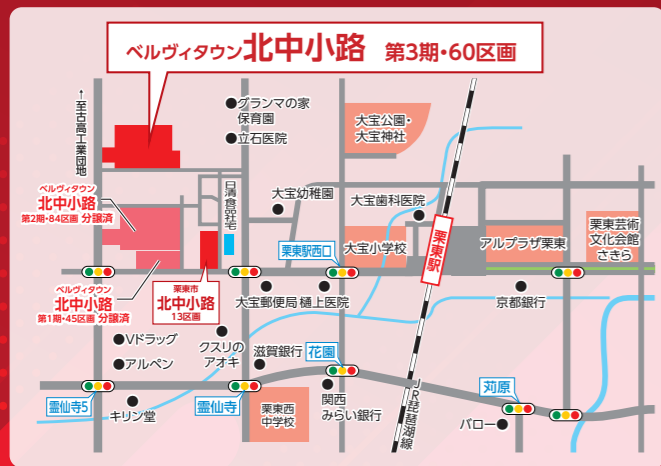 ベルヴィタウン北中小路 第3期・60区画
↑至古高工業団地
グランマの家
保育園
立石医院
大宝公園・
大宝神社
ベルヴィタウン
北中小路
第2期・84区画 分譲済
日清食品社宅
大宝幼稚園
大宝歯科医院
栗東駅西口
大宝小学校
栗東駅
アルプラザ栗東
栗東芸術
文化会館
さきら
ベルヴィタウン
北中小路
第1期・45区画 分譲済
栗東市
北中小路
13区画
大宝郵便局
樋上医院
京都銀行
Vドラッグ
アルペン
クスリの
アオキ
滋賀銀行
花園
霊仙寺5
キリン堂
霊仙寺
栗東西
中学校
関西
みらい銀行
JR琵琶湖線
苅原
バロー